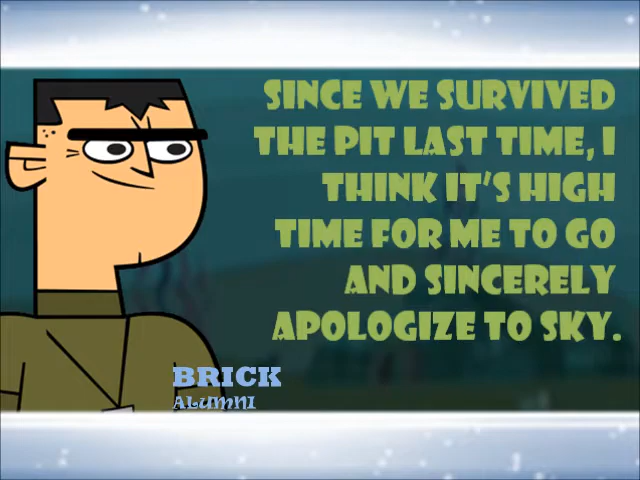 SINCE WE SURVIVED
THE PIT LAST TIME, I
THINK IT'S HIGH
TIME FOR ME TO GO
AND SINCERELY
APOLOGIZE TO SKY.
BRICK
ALUMNI